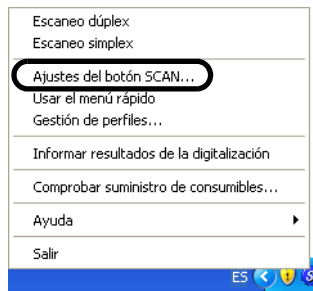 Escaneo dúplex
Escaneo simplex
Ajustes del botón SCAN...
Usar el menú rápido
Gestión de perfiles...
Informar resultados de la digitalización
Comprobar suministro de consumibles...
Ayuda
Salir
ES